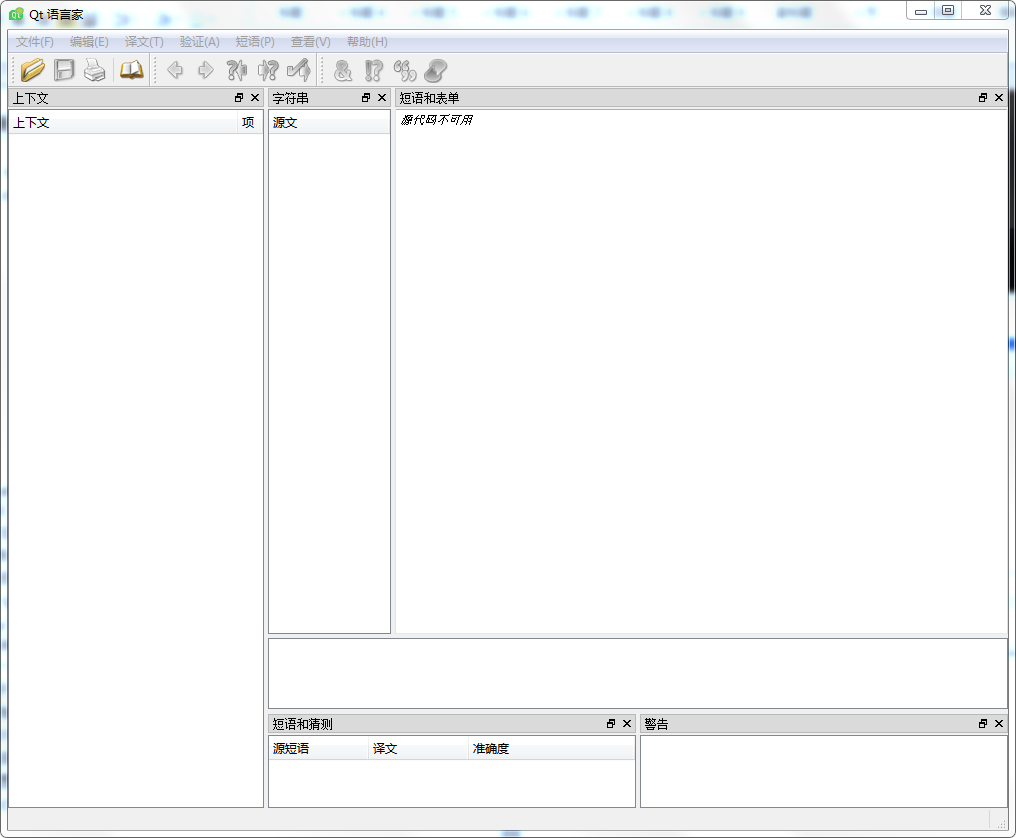 Qt 语言家
文件(F) 编辑(E) 译文(T) 验证(A) 短语(P) 查看(V) 帮助(H)
上下文
上下文 项
字符串
源文
短语和表单
源代码不可用
短语和猜测
源短语 译文 准确度
警告